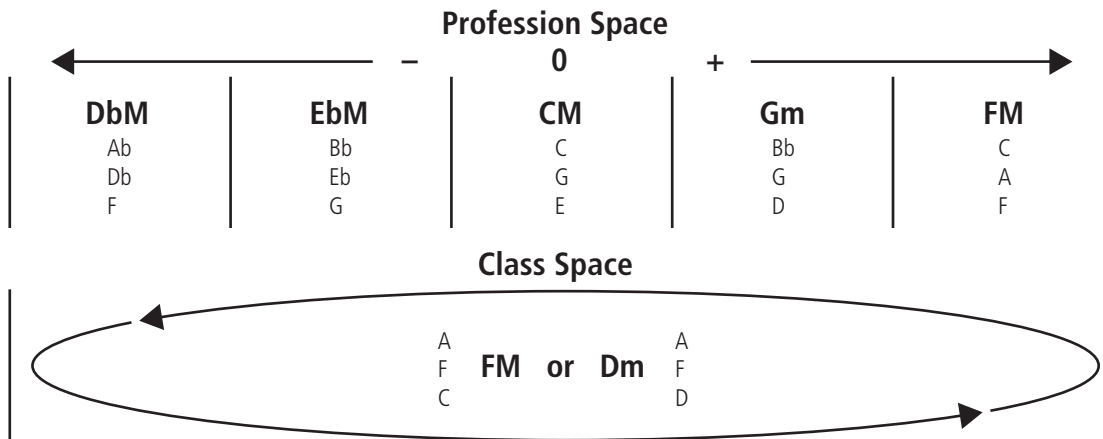 Profession Space
– 0 +
DbM EbM CM Gm FM
Ab Bb C Bb C
Db Eb G G A
F G E D F
Class Space
A A
F FM or Dm F
C D